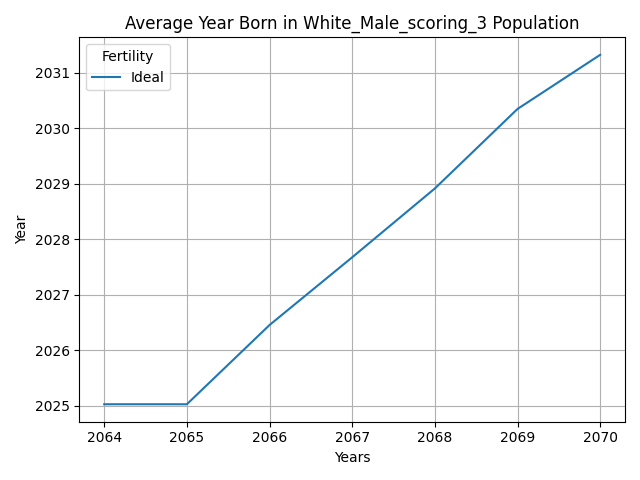 Average Year Born in White_Male_scoring_3 Population
Fertility
Ideal
Year
2031
2030
2029
2028
2027
2026
2025
2064 2065 2066 2067 2068 2069 2070
Years